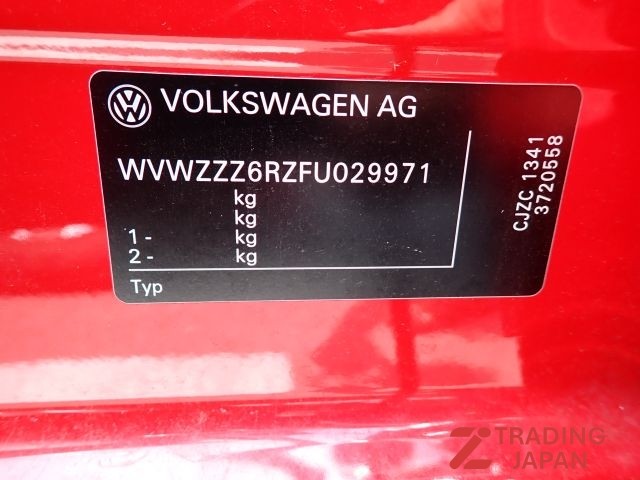 VOLKSWAGEN AG
WVWZZZ6RZFU029971
kg
kg
1 - kg
2 - kg
Typ
CJZC 1341
3720558
TRADING
JAPAN